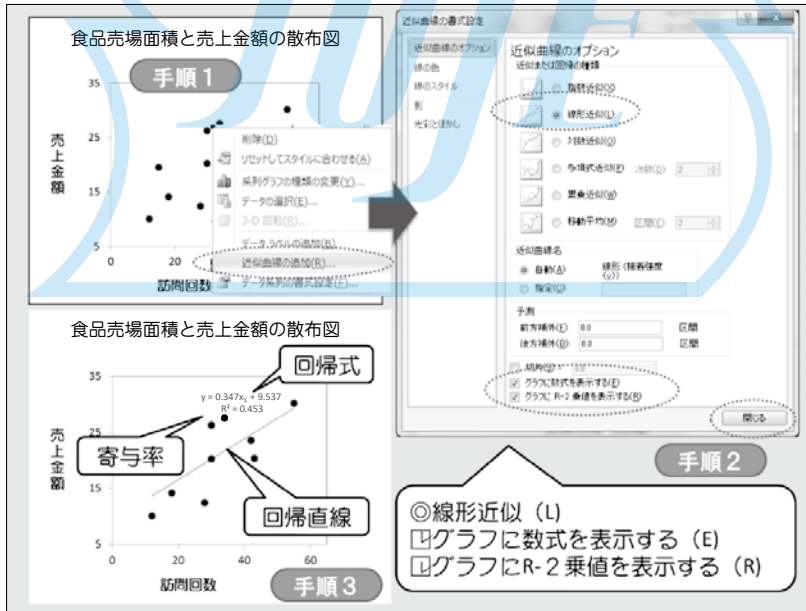 食品売場面積と売上金額の散布図
手順1
35
25
15
5
売上金額
0
20
訪問回数
削除(D)
リセットしてスタイルに合わせる(A)
系列グラフの種類の変更(Y)...
データの選択(E)...
3-D 回転(R)...
データ ラベルの追加(B)
近似曲線の追加(R)...
データ系列の書式設定(F)...
近似曲線の書式設定
近似曲線のオプション
線の色
線のスタイル
影
光彩とぼかし
近似曲線のオプション
近似または回帰の種類
指数近似(X)
線形近似(L)
対数近似(O)
多項式近似(P) 次数(D) 2
累乗近似(W)
移動平均(M) 区間(E) 2
近似曲線名
自動(A) 線形 (接着強度
(y))
指定(C)
予測
前方補外(F) 0.0 区間
後方補外(B) 0.0 区間
切片(S) = 0.0
グラフに数式を表示する(E)
グラフに R-2 乗値を表示する(R)
閉じる
手順2
◎線形近似(L)
グラフに数式を表示する(E)
グラフにR-2乗値を表示する(R)
食品売場面積と売上金額の散布図
35
25
15
5
売上金額
回帰式
y = 0.347x₁ + 9.537
R² = 0.453
寄与率
回帰直線
0
20
40
60
訪問回数
手順3